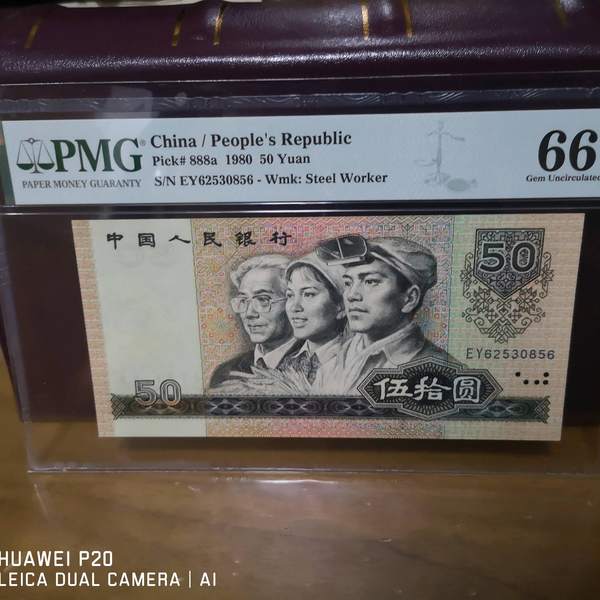 PMG
PAPER MONEY GUARANTY
China / People's Republic
Pick# 888a 1980 50 Yuan
S/N EY62530856 - Wmk: Steel Worker
66
Gem Uncirculated
中国人民银行
50
EY62530856
50
伍拾圆
HUAWEI P20
LEICA DUAL CAMERA | AI